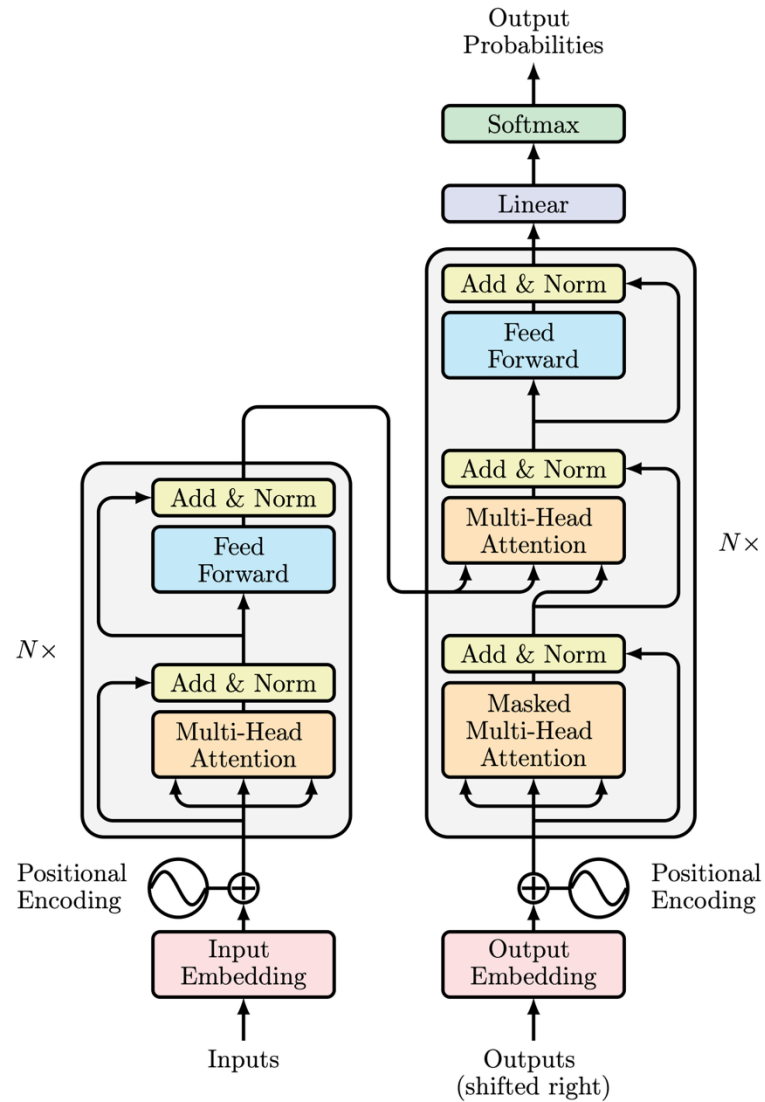 Output
Probabilities
Softmax
Linear
Add & Norm
Feed
Forward
Add & Norm
Multi-Head
Attention
N×
Add & Norm
Masked
Multi-Head
Attention
Add & Norm
Feed
Forward
N×
Add & Norm
Multi-Head
Attention
Positional
Encoding
Positional
Encoding
Input
Embedding
Output
Embedding
Inputs
Outputs
(shifted right)